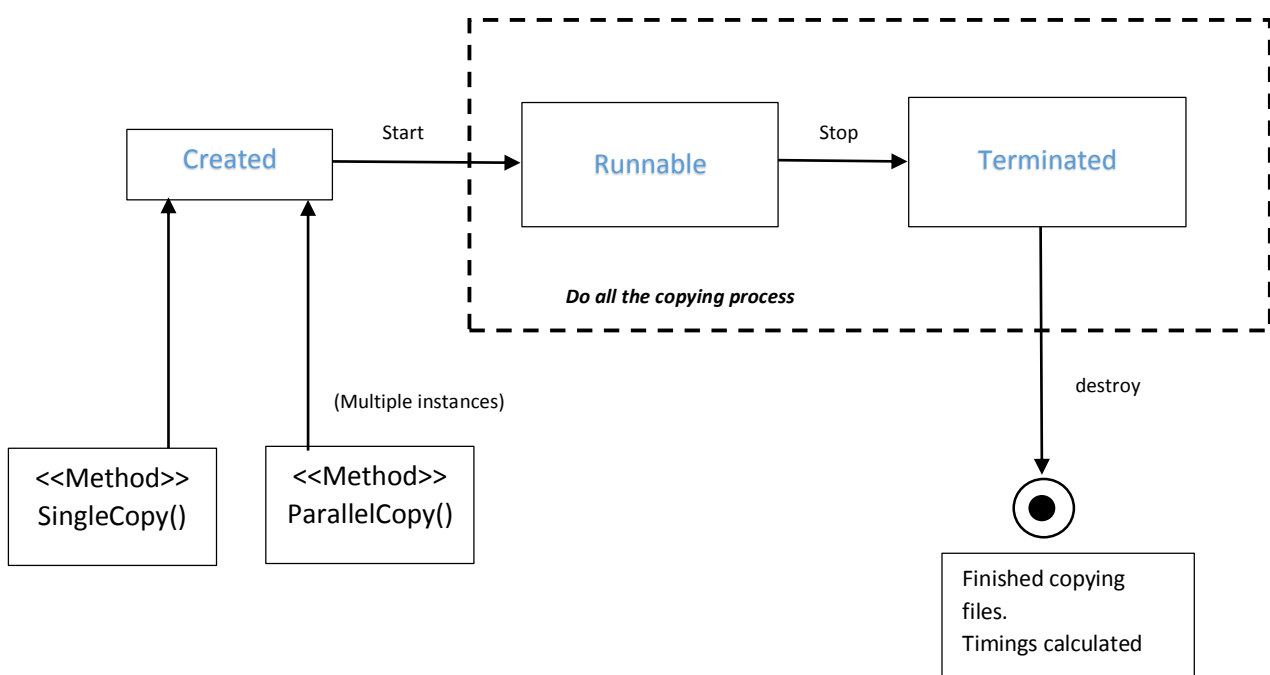 Start
Stop
Created
Runnable
Terminated
Do all the copying process
(Multiple instances)
destroy
<<Method>>
SingleCopy()
<<Method>>
ParallelCopy()
Finished copying
files.
Timings calculated